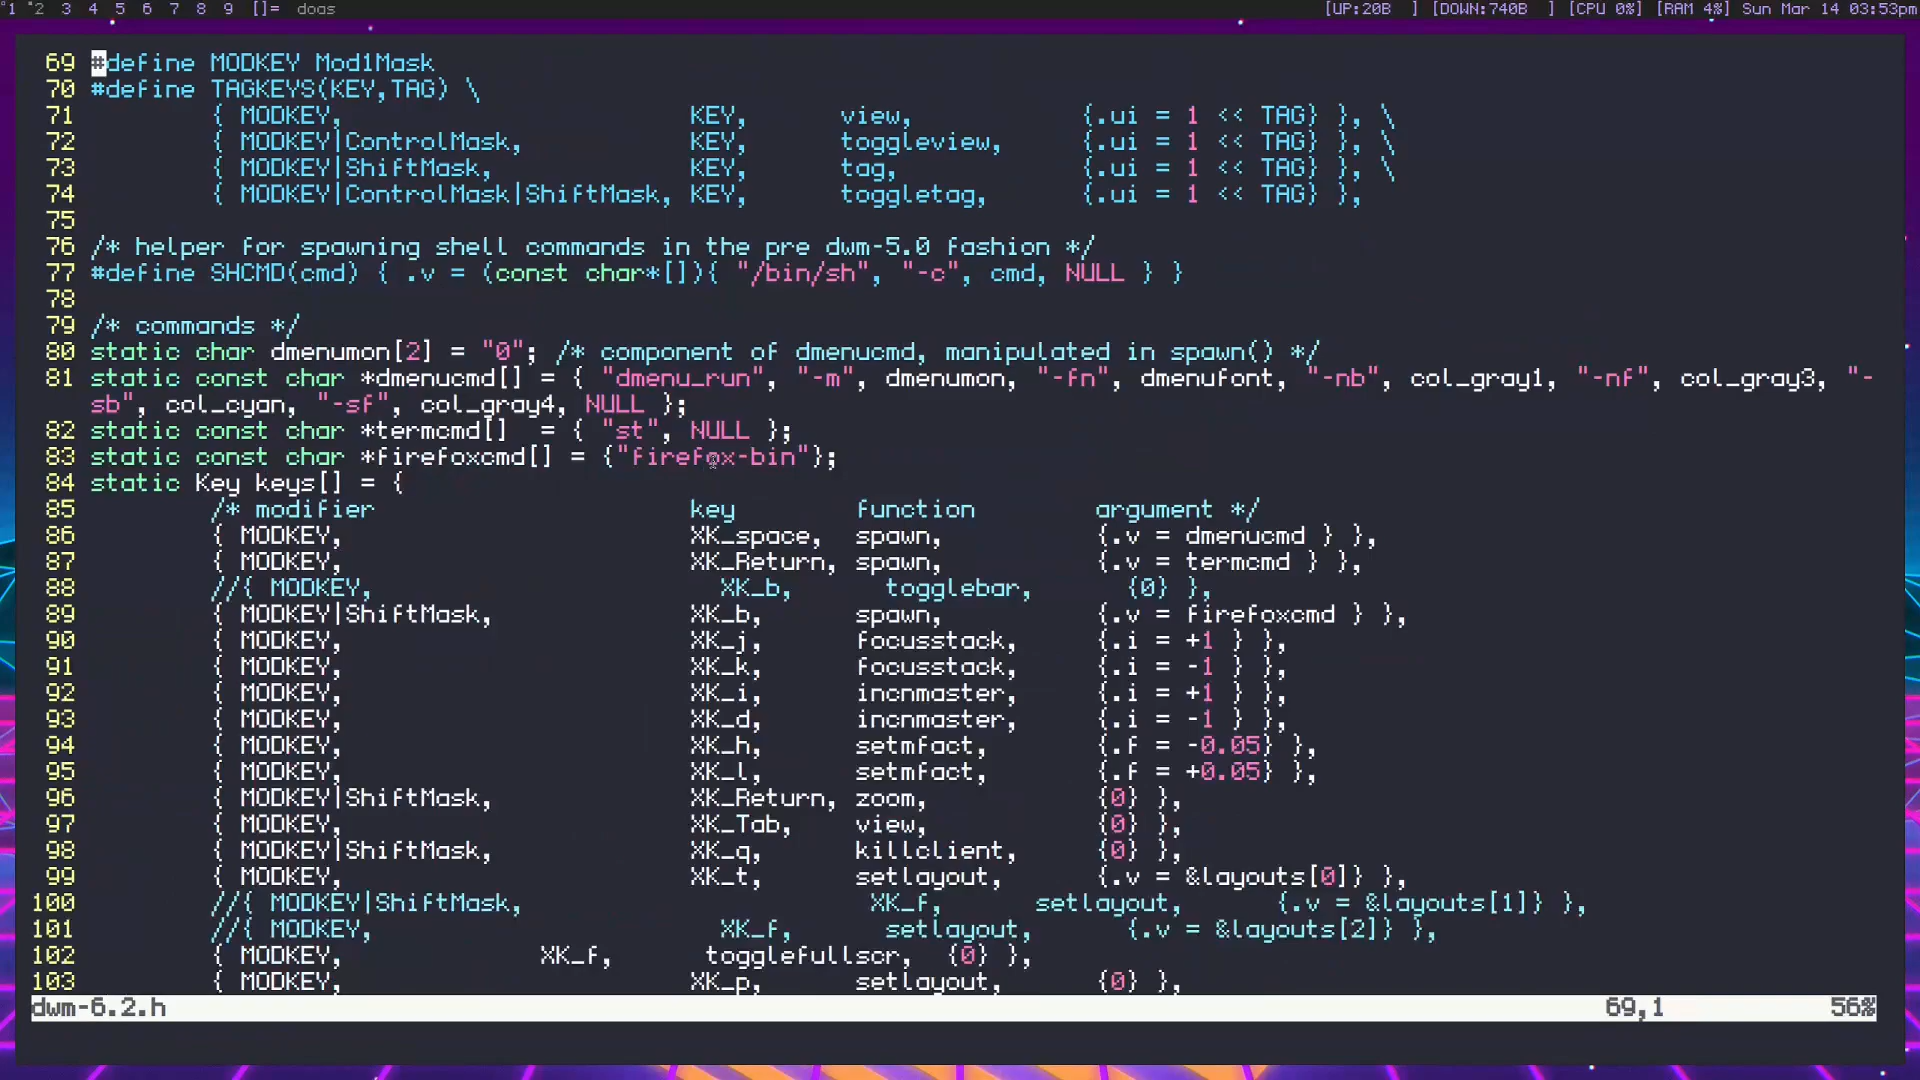 1 2 3 4 5 6 7 8 9 []= doas [UP:20B ] [DOWN:740B ] [CPU 0%] [RAM 4%] Sun Mar 14 03:53pm
69 #define MODKEY Mod1Mask
70 #define TAGKEYS(KEY,TAG) \
71 { MODKEY, KEY, view, {.ui = 1 << TAG} }, \
72 { MODKEY|ControlMask, KEY, toggleview, {.ui = 1 << TAG} }, \
73 { MODKEY|ShiftMask, KEY, tag, {.ui = 1 << TAG} }, \
74 { MODKEY|ControlMask|ShiftMask, KEY, toggletag, {.ui = 1 << TAG} },
75
76 /* helper for spawning shell commands in the pre dwm-5.0 fashion */
77 #define SHCMD(cmd) { .v = (const char*[]){ "/bin/sh", "-c", cmd, NULL } }
78
79 /* commands */
80 static char dmenumon[2] = "0"; /* component of dmenucmd, manipulated in spawn() */
81 static const char *dmenucmd[] = { "dmenu_run", "-m", dmenumon, "-fn", dmenufont, "-nb", col_gray1, "-nf", col_gray3, "-
sb", col_cyan, "-sf", col_gray4, NULL };
82 static const char *termcmd[] = { "st", NULL };
83 static const char *firefoxcmd[] = {"firefox-bin"};
84 static Key keys[] = {
85 /* modifier key function argument */
86 { MODKEY, XK_space, spawn, {.v = dmenucmd } },
87 { MODKEY, XK_Return, spawn, {.v = termcmd } },
88 //{ MODKEY, XK_b, togglebar, {0} },
89 { MODKEY|ShiftMask, XK_b, spawn, {.v = firefoxcmd } },
90 { MODKEY, XK_j, focusstack, {.i = +1 } },
91 { MODKEY, XK_k, focusstack, {.i = -1 } },
92 { MODKEY, XK_i, incnmaster, {.i = +1 } },
93 { MODKEY, XK_d, incnmaster, {.i = -1 } },
94 { MODKEY, XK_h, setmfact, {.f = -0.05} },
95 { MODKEY, XK_l, setmfact, {.f = +0.05} },
96 { MODKEY|ShiftMask, XK_Return, zoom, {0} },
97 { MODKEY, XK_Tab, view, {0} },
98 { MODKEY|ShiftMask, XK_q, killclient, {0} },
99 { MODKEY, XK_t, setlayout, {.v = &layouts[0]} },
100 //{ MODKEY|ShiftMask, XK_f, setlayout, {.v = &layouts[1]} },
101 //{ MODKEY, XK_f, setlayout, {.v = &layouts[2]} },
102 { MODKEY, XK_f, togglefullscr, {0} },
103 { MODKEY, XK_p, setlayout, {0} },
dwm-6.2.h 69,1 56%